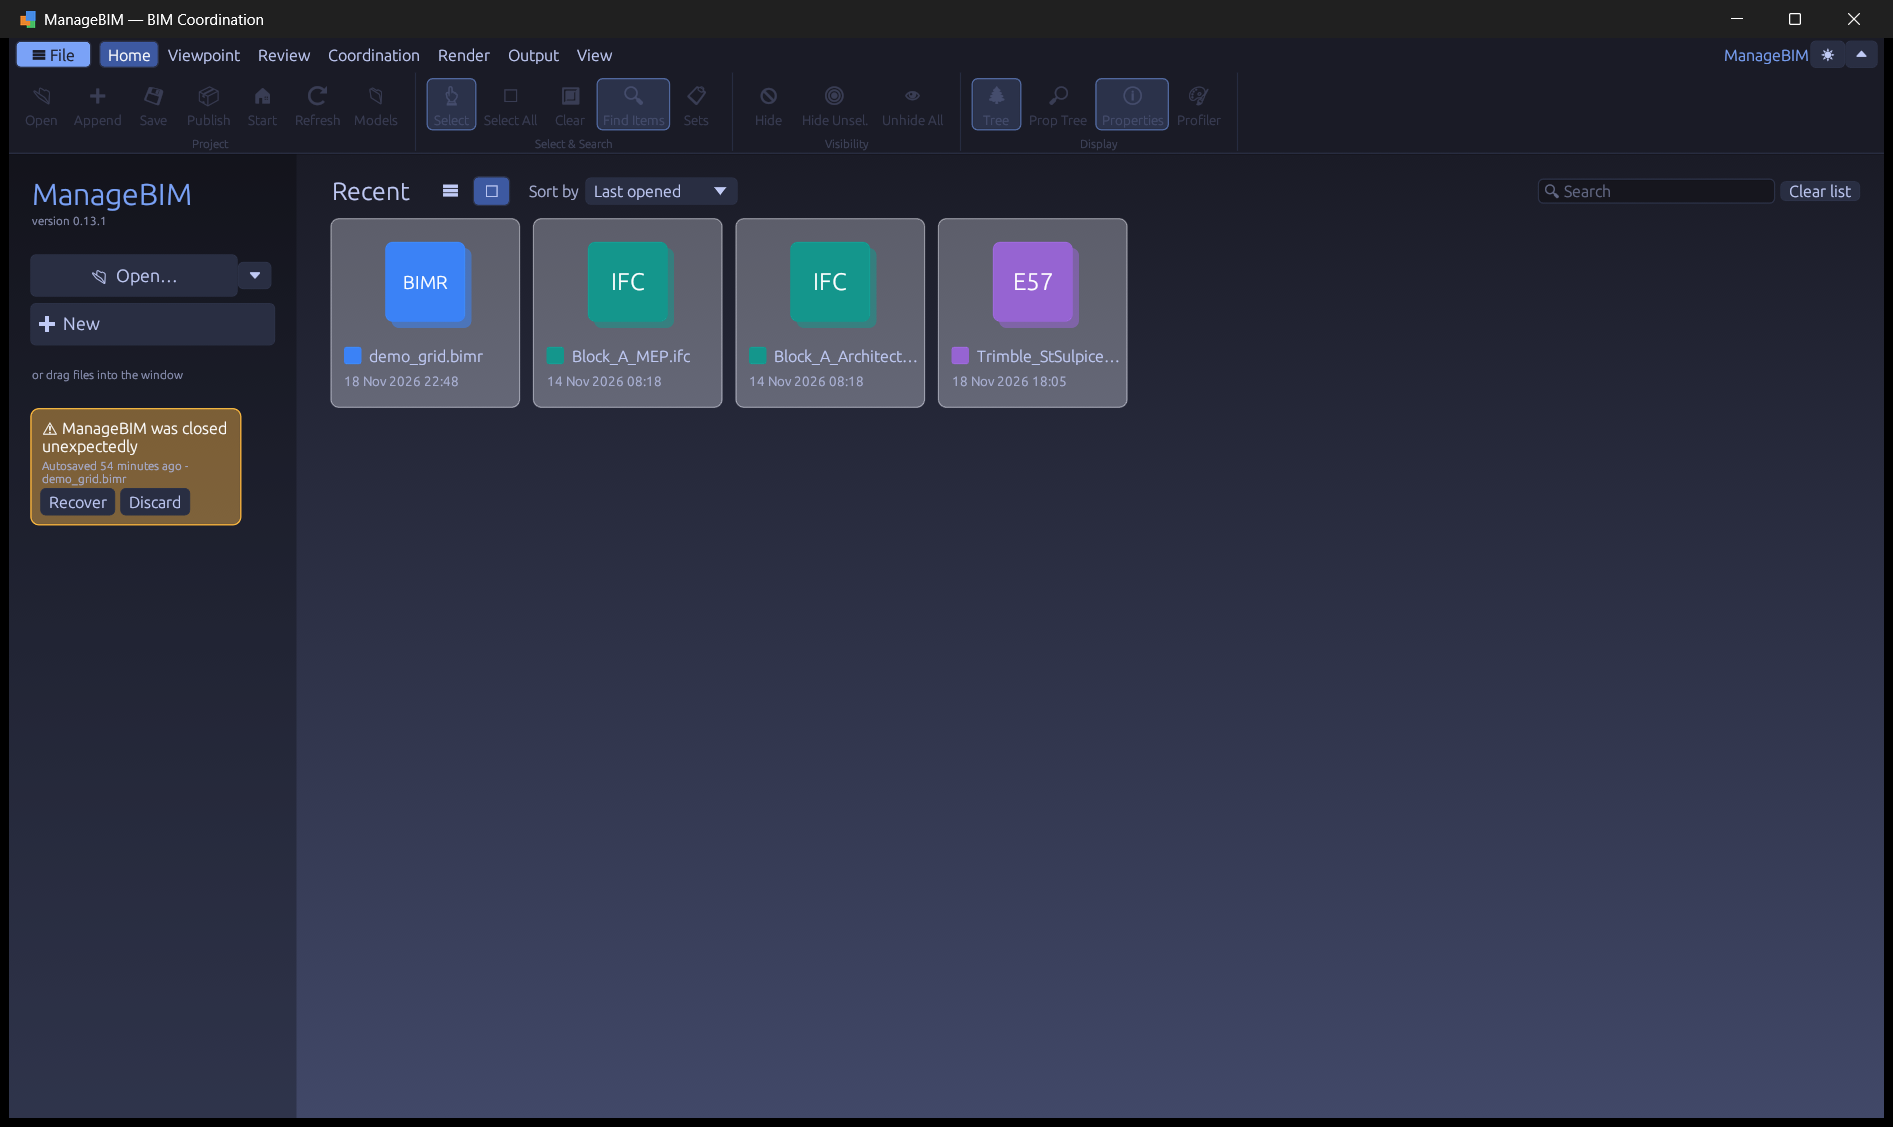 ManageBIM — BIM Coordination
File Home Viewpoint Review Coordination Render Output View ManageBIM
Open Append Save Publish Start Refresh Models Select Select All Clear Find Items Sets Hide Hide Unsel. Unhide All Tree Prop Tree Properties Profiler
Project Select & Search Visibility Display
ManageBIM
version 0.13.1
Open...
New
or drag files into the window
ManageBIM was closed
unexpectedly
Autosaved 54 minutes ago -
demo_grid.bimr
Recover Discard
Recent Sort by Last opened Search Clear list
BIMR
demo_grid.bimr
18 Nov 2026 22:48
IFC
Block_A_MEP.ifc
14 Nov 2026 08:18
IFC
Block_A_Architect...
14 Nov 2026 08:18
E57
Trimble_StSulpice...
18 Nov 2026 18:05